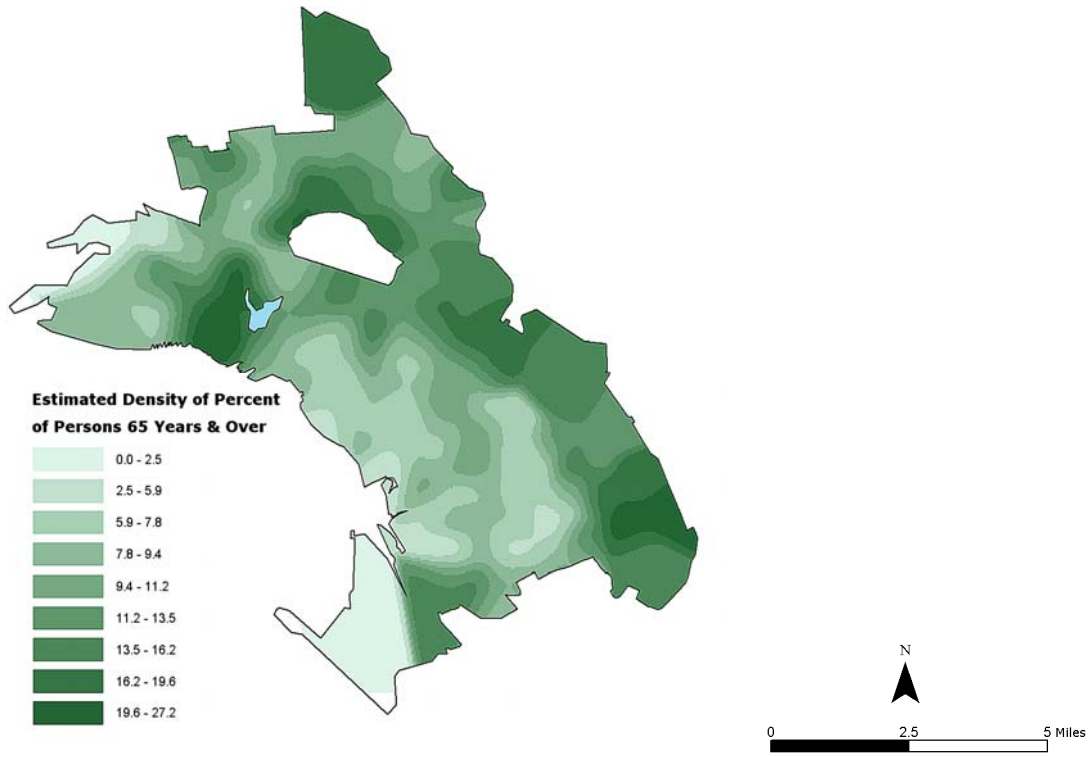 Estimated Density of Percent
of Persons 65 Years & Over
0.0 - 2.5
2.5 - 5.9
5.9 - 7.8
7.8 - 9.4
9.4 - 11.2
11.2 - 13.5
13.5 - 16.2
16.2 - 19.6
19.6 - 27.2
N
0 2.5 5 Miles